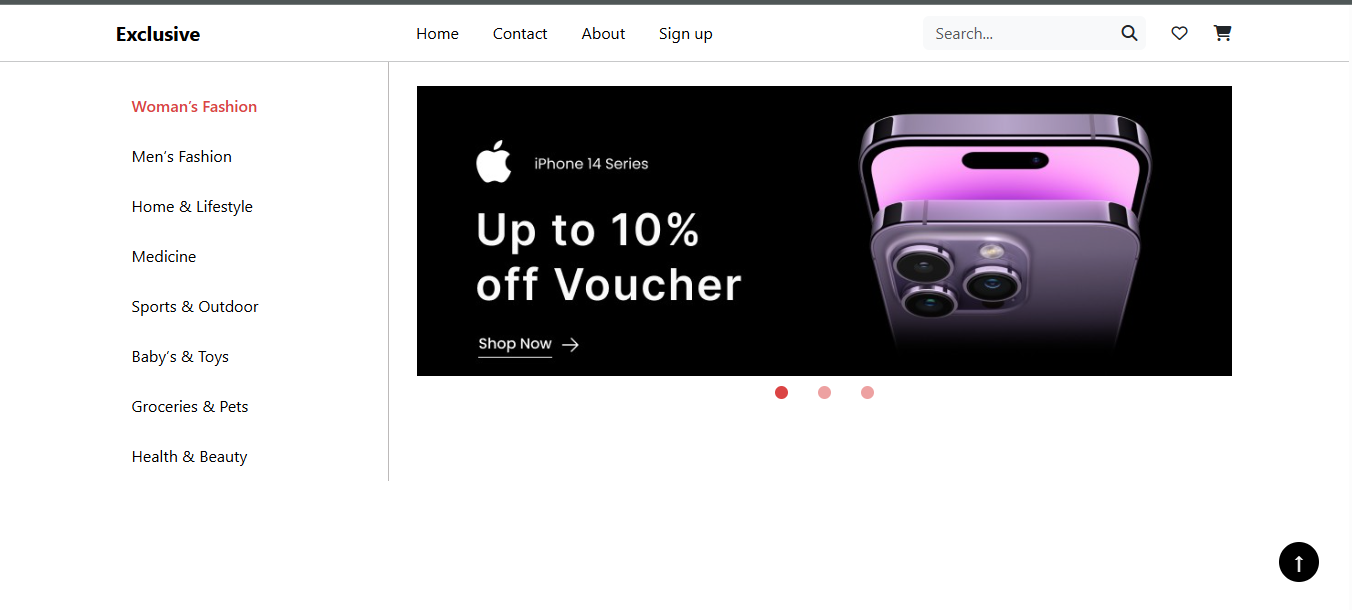 Exclusive
Home
Contact
About
Sign up
Search...
Woman's Fashion
Men's Fashion
Home & Lifestyle
Medicine
Sports & Outdoor
Baby's & Toys
Groceries & Pets
Health & Beauty
iPhone 14 Series
Up to 10%
off Voucher
Shop Now →
↑